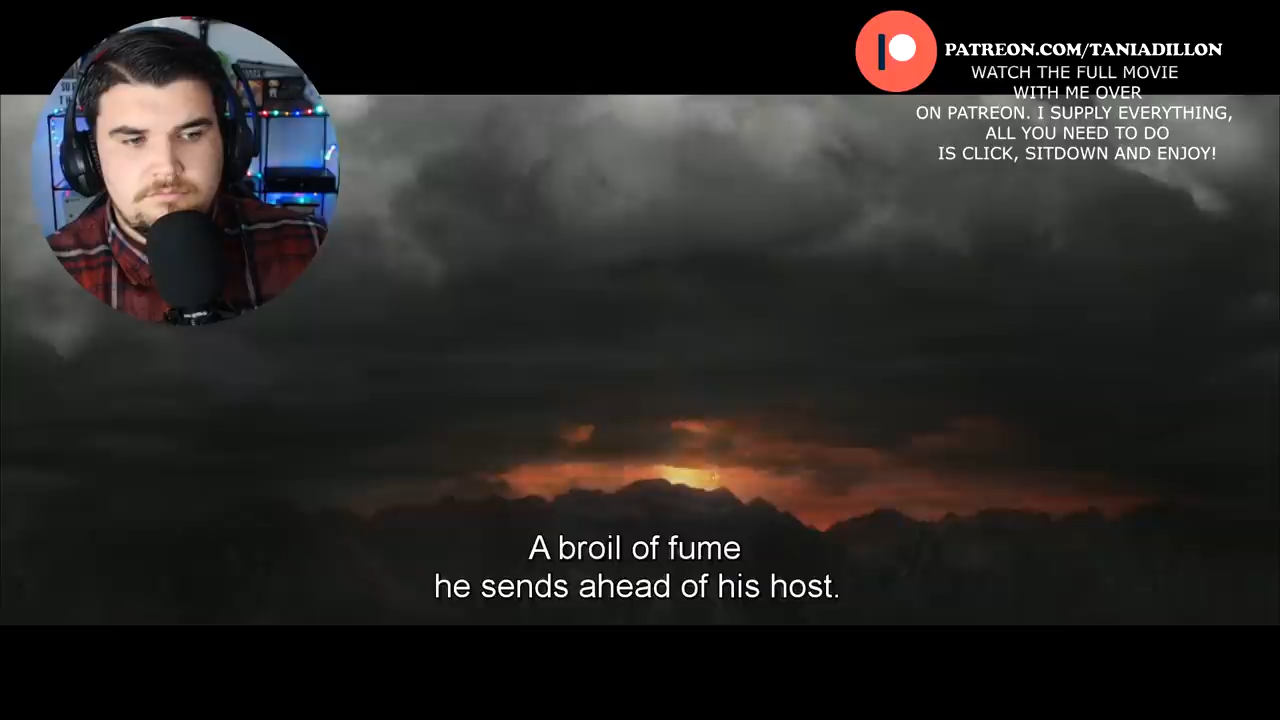 PATREON.COM/TANIADILLON
WATCH THE FULL MOVIE
WITH ME OVER
ON PATREON. I SUPPLY EVERYTHING,
ALL YOU NEED TO DO
IS CLICK, SITDOWN AND ENJOY!
A broil of fume
he sends ahead of his host.